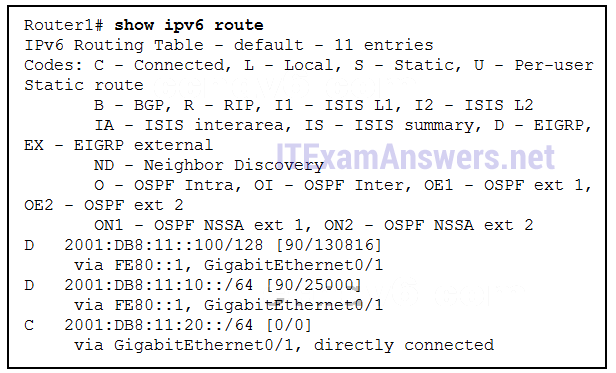 Router1# show ipv6 route
IPv6 Routing Table - default - 11 entries
Codes: C - Connected, L - Local, S - Static, U - Per-user
Static route
B - BGP, R - RIP, I1 - ISIS L1, I2 - ISIS L2
IA - ISIS interarea, IS - ISIS summary, D - EIGRP,
EX - EIGRP external
ITExamAnswers.net
ND - Neighbor Discovery
O - OSPF Intra, OI - OSPF Inter, OE1 - OSPF ext 1,
OE2 - OSPF ext 2
ON1 - OSPF NSSA ext 1, ON2 - OSPF NSSA ext 2
D 2001:DB8:11::100/128 [90/130816]
via FE80::1, GigabitEthernet0/1
D 2001:DB8:11:10::/64 [90/25000]
via FE80::1, GigabitEthernet0/1
C 2001:DB8:11:20::/64 [0/0]
via GigabitEthernet0/1, directly connected